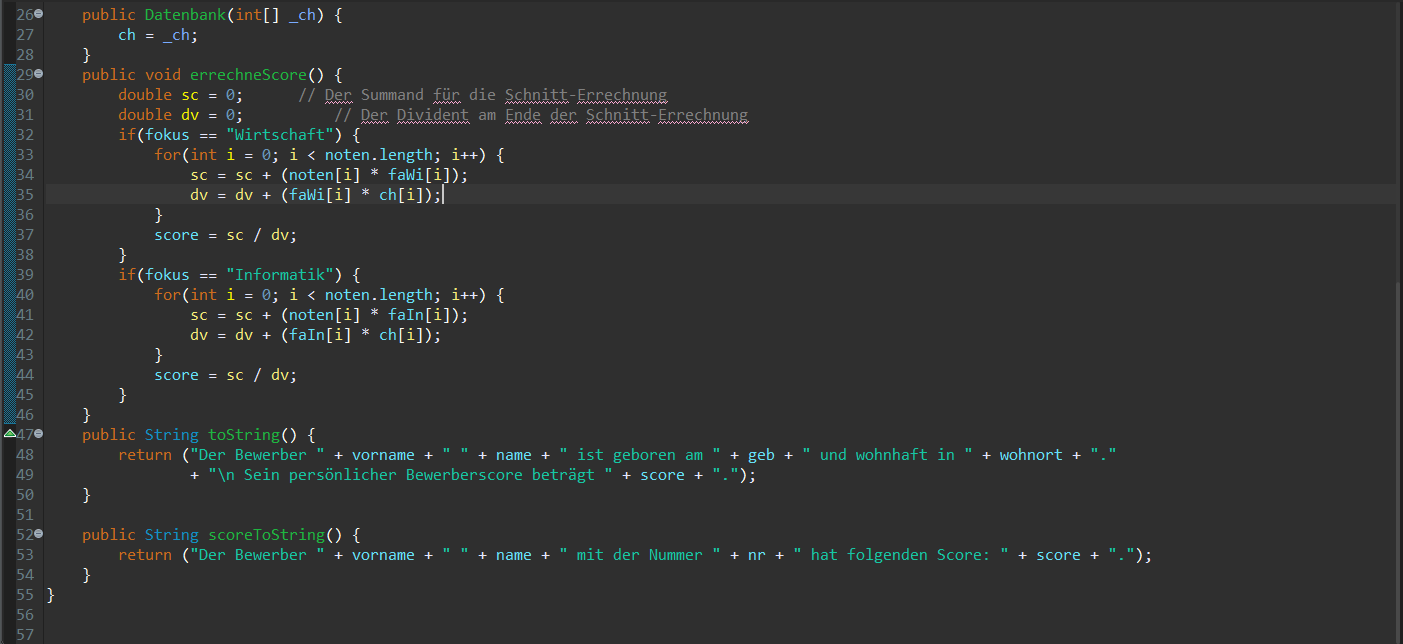 26 public Datenbank(int[] _ch) {
27 ch = _ch;
28 }
29 public void errechneScore() {
30 double sc = 0; // Der Summand für die Schnitt-Errechnung
31 double dv = 0; // Der Divident am Ende der Schnitt-Errechnung
32 if(fokus == "Wirtschaft") {
33 for(int i = 0; i < noten.length; i++) {
34 sc = sc + (noten[i] * faWi[i]);
35 dv = dv + (faWi[i] * ch[i]);
36 }
37 score = sc / dv;
38 }
39 if(fokus == "Informatik") {
40 for(int i = 0; i < noten.length; i++) {
41 sc = sc + (noten[i] * faIn[i]);
42 dv = dv + (faIn[i] * ch[i]);
43 }
44 score = sc / dv;
45 }
46 }
47 public String toString() {
48 return ("Der Bewerber " + vorname + " " + name + " ist geboren am " + geb + " und wohnhaft in " + wohnort + "."
49 + "\n Sein persönlicher Bewerberscore beträgt " + score + ".");
50 }
51
52 public String scoreToString() {
53 return ("Der Bewerber " + vorname + " " + name + " mit der Nummer " + nr + " hat folgenden Score: " + score + ".");
54 }
55 }
56
57